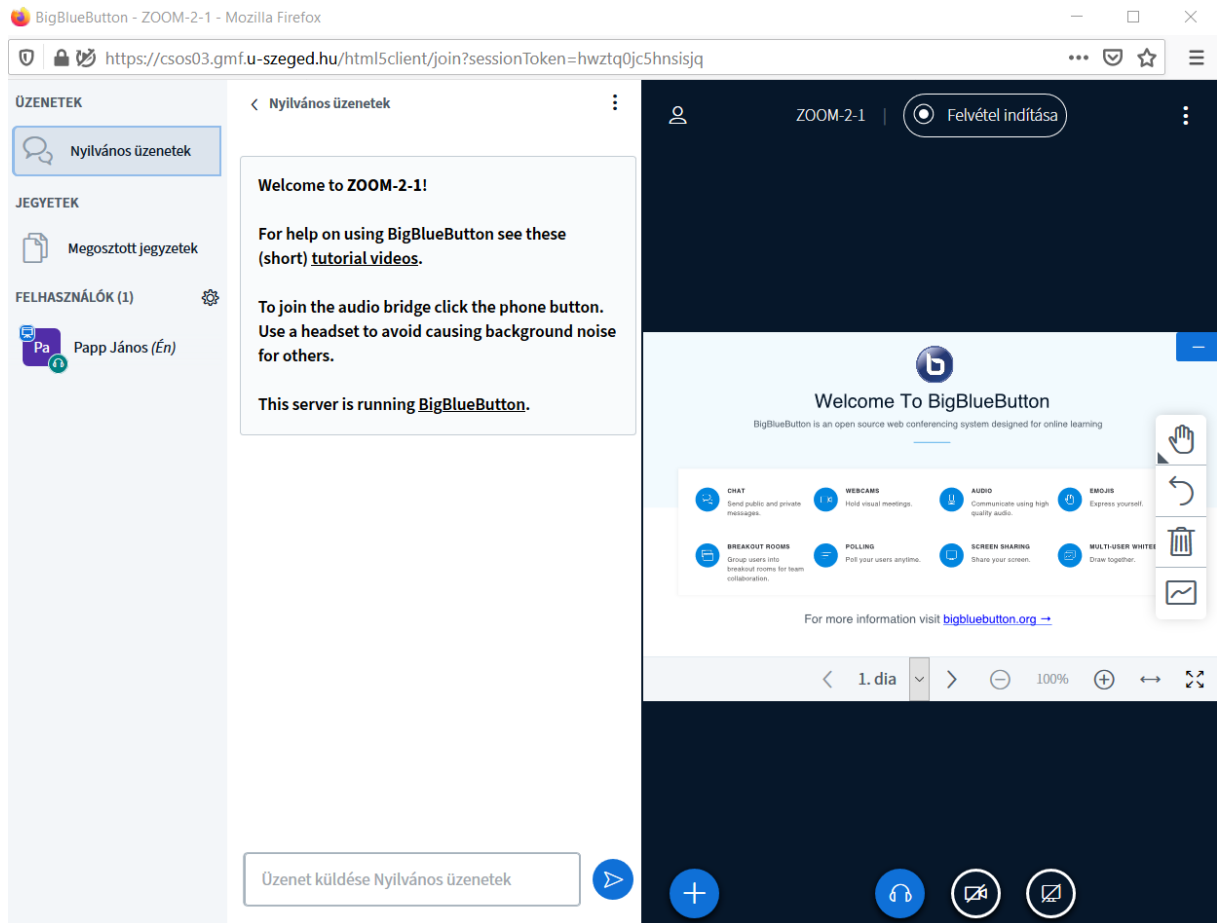 BigBlueButton - ZOOM-2-1 - Mozilla Firefox
https://csos03.gmf.u-szeged.hu/html5client/join?sessionToken=hwztq0jc5hnsisjq
ÜZENETEK
Nyilvános üzenetek
JEGYETEK
Megosztott jegyzetek
FELHASZNÁLÓK (1)
Pa
Papp János (Én)
Nyilvános üzenetek
Welcome to ZOOM-2-1!
For help on using BigBlueButton see these
(short) tutorial videos.
To join the audio bridge click the phone button.
Use a headset to avoid causing background noise
for others.
This server is running BigBlueButton.
Üzenet küldése Nyilvános üzenetek
ZOOM-2-1
Felvétel indítása
Welcome To BigBlueButton
BigBlueButton is an open source web conferencing system designed for online learning
CHAT
Send public and private
messages.
WEBCAMS
Hold visual meetings.
AUDIO
Communicate using high
quality audio.
EMOJIS
Express yourself.
BREAKOUT ROOMS
Group users into
breakout rooms for team
collaboration.
POLLING
Poll your users anytime.
SCREEN SHARING
Share your screen.
MULTI-USER WHITEB
Draw together.
For more information visit bigbluebutton.org →
1. dia
100%